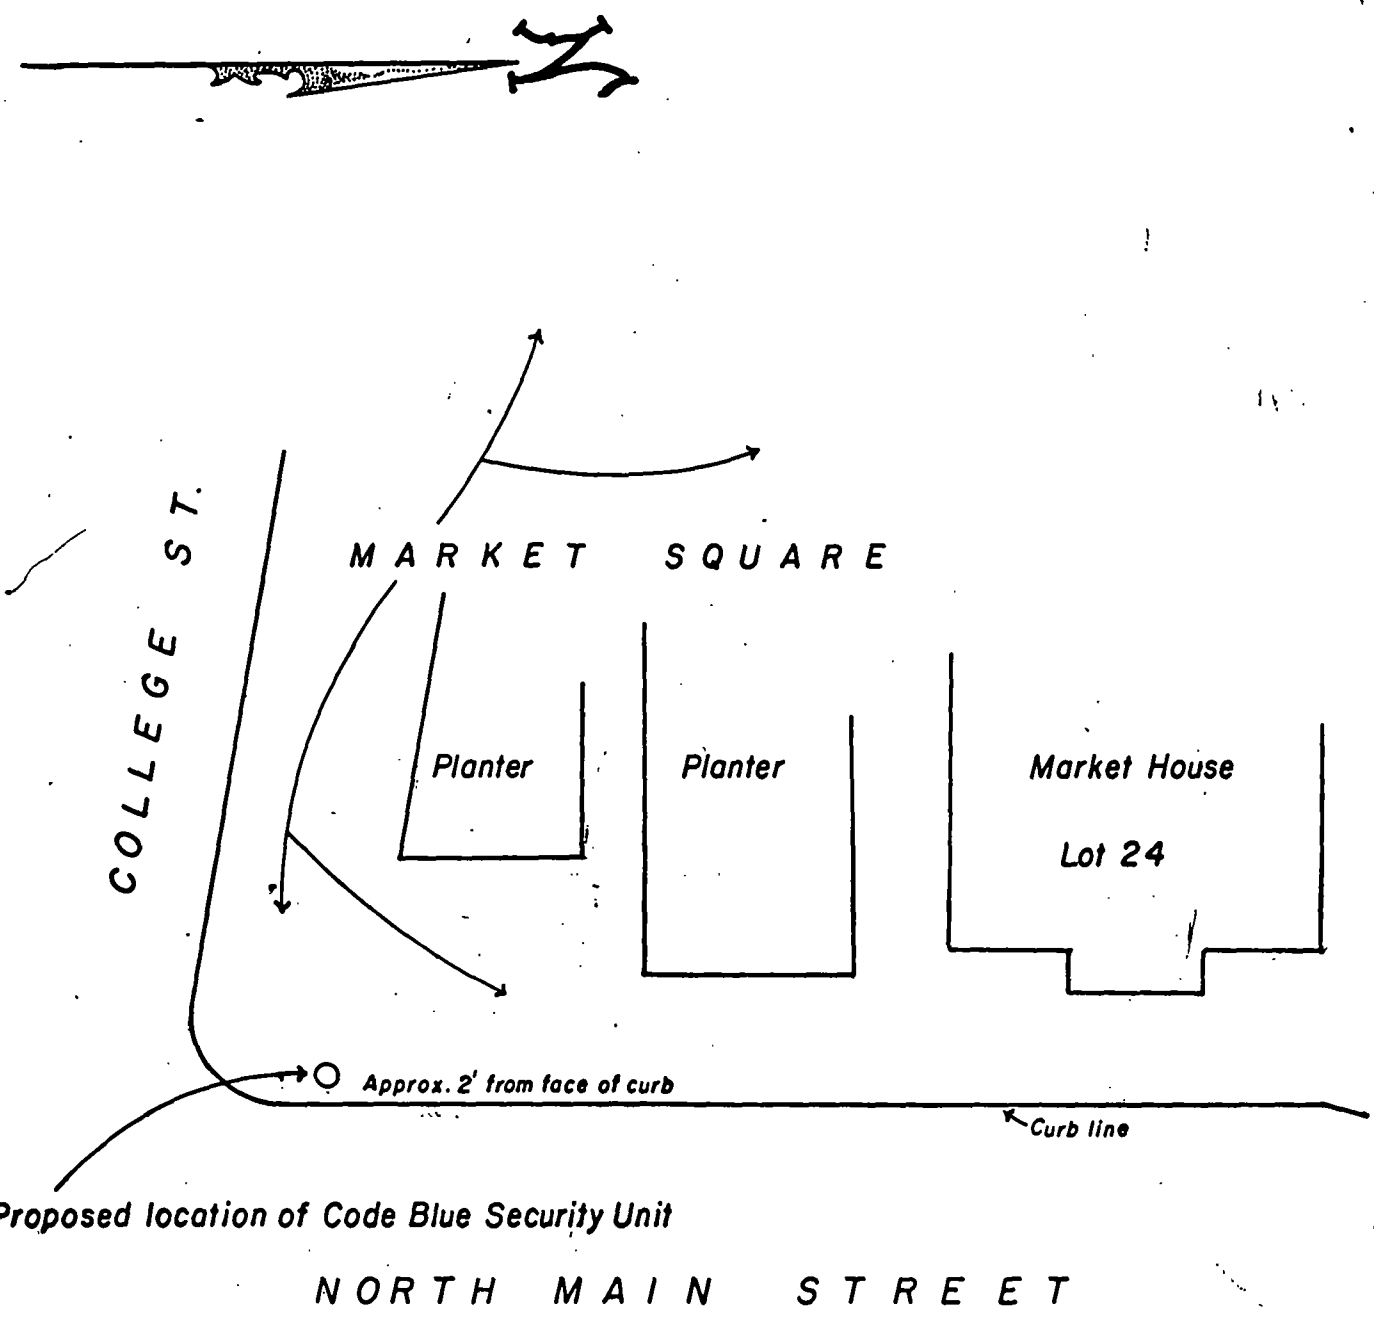 N
MARKET SQUARE
COLLEGE ST.
Planter
Planter
Market House
Lot 24
Approx. 2' from face of curb
Curb line
Proposed location of Code Blue Security Unit
NORTH MAIN STREET